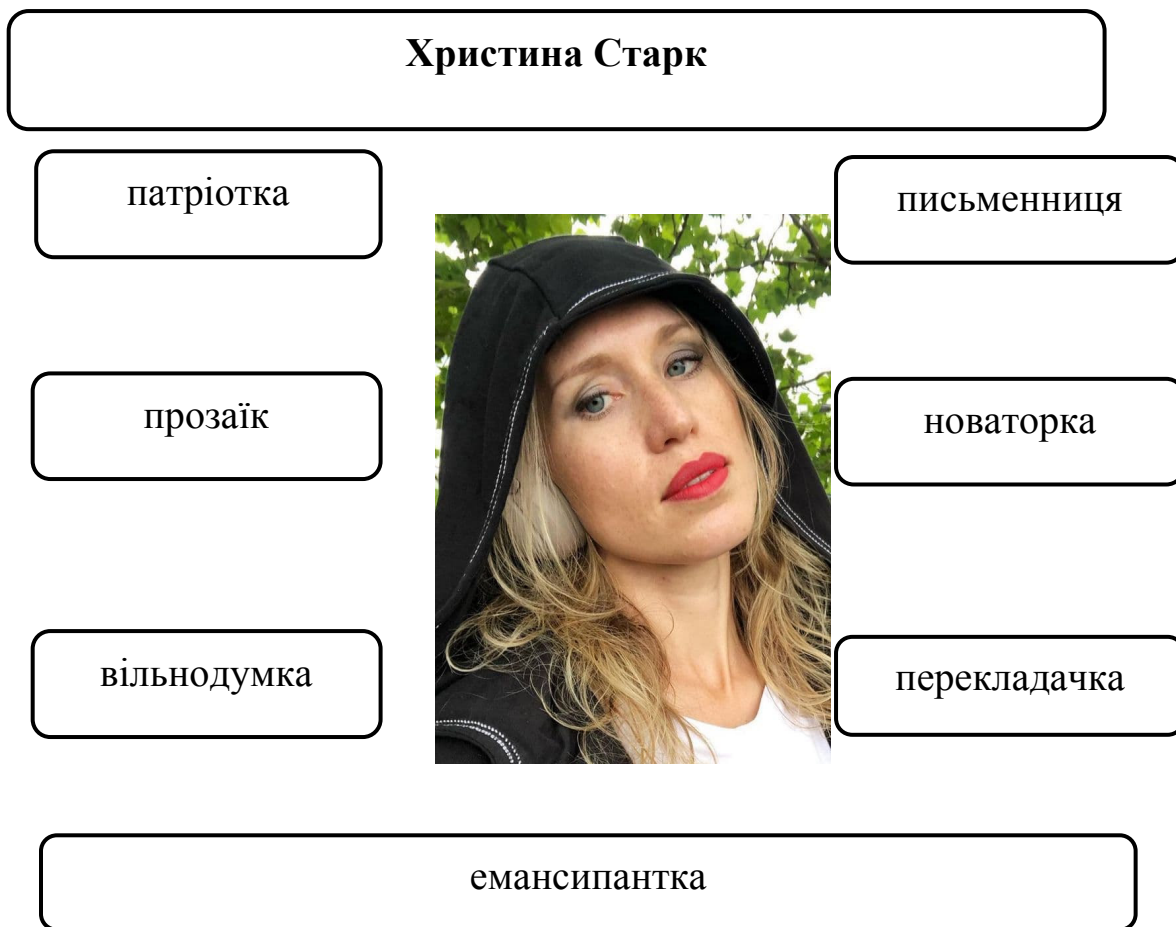 Христина Старк
патріотка
письменниця
прозаїк
новаторка
вільнодумка
перекладачка
емансипантка